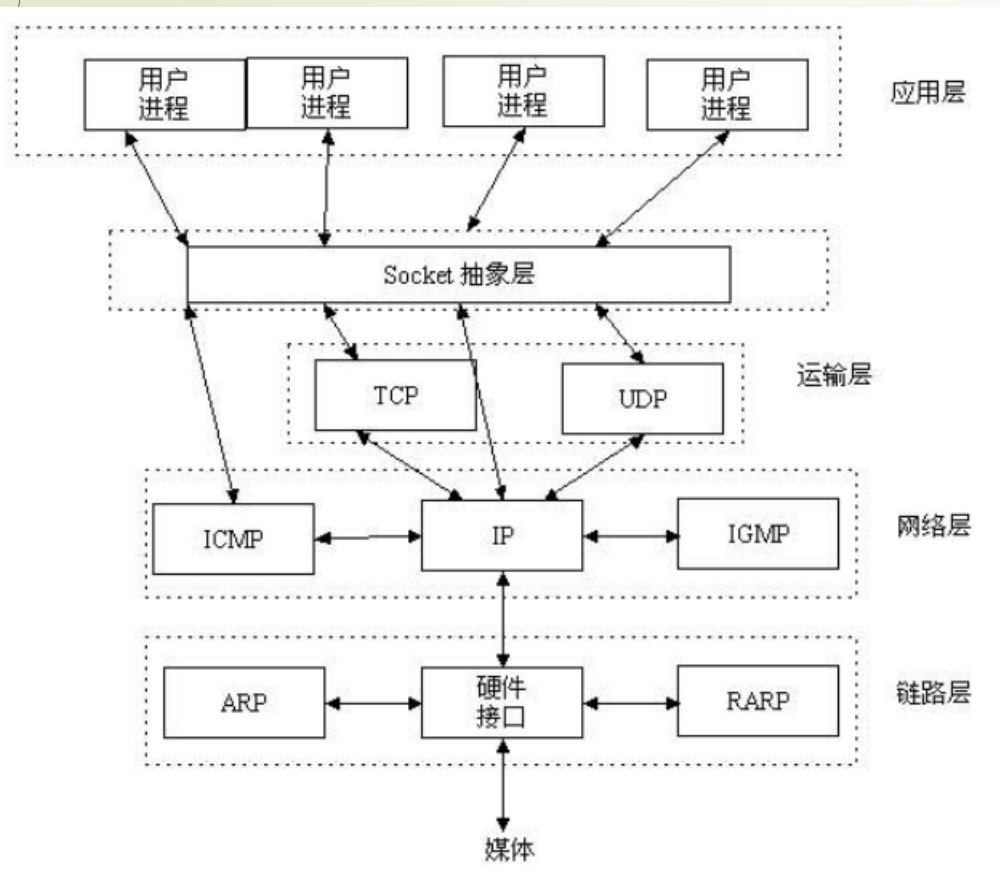 用户
进程
用户
进程
用户
进程
用户
进程
应用层
Socket 抽象层
TCP
UDP
运输层
ICMP
IP
IGMP
网络层
ARP
硬件
接口
RARP
链路层
媒体